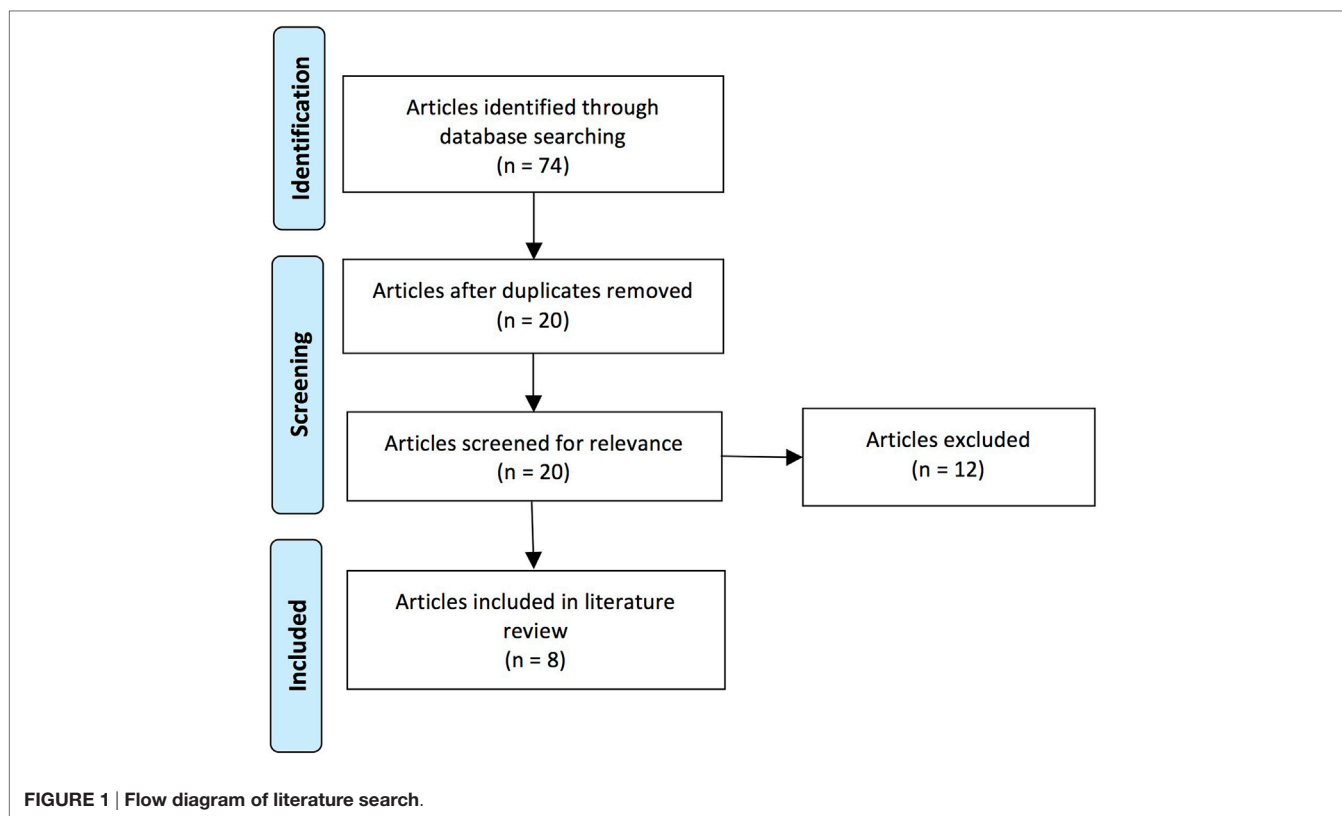 Identification
Articles identified through
database searching
(n = 74)
Screening
Articles after duplicates removed
(n = 20)
Articles screened for relevance
(n = 20)
Articles excluded
(n = 12)
Included
Articles included in literature
review
(n = 8)
FIGURE 1 | Flow diagram of literature search.